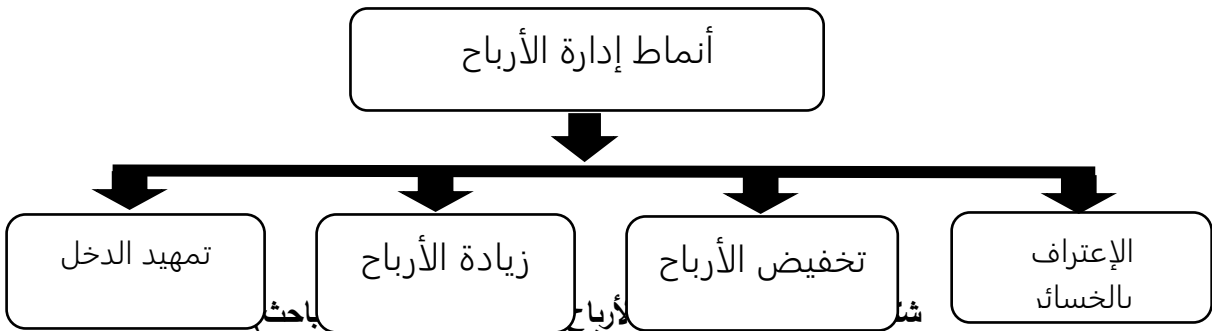 أنماط إدارة الأرباح
الإعتراف
بالخسائر
تخفيض الأرباح
زيادة الأرباح
تمهيد الدخل